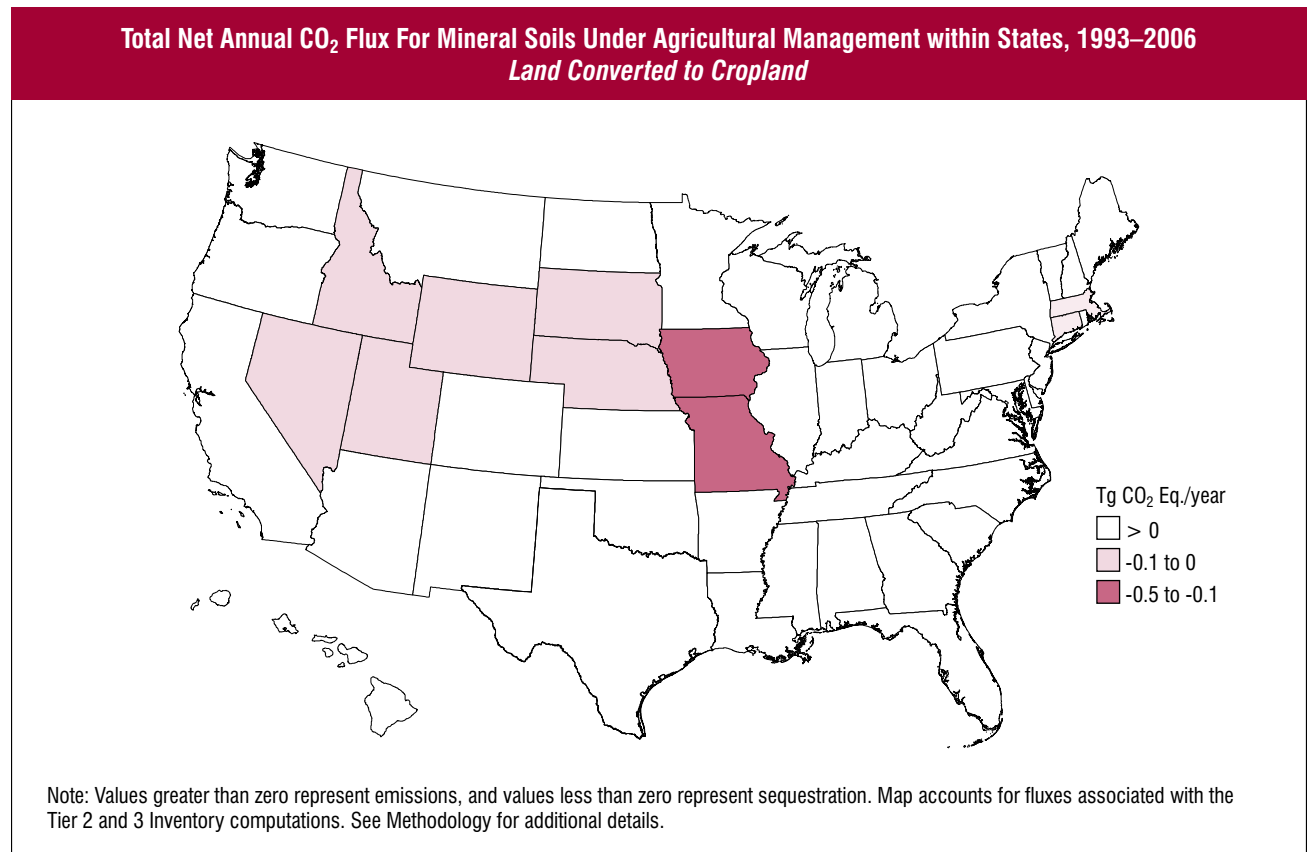 Total Net Annual CO₂ Flux For Mineral Soils Under Agricultural Management within States, 1993–2006
Land Converted to Cropland
Tg CO₂ Eq./year
> 0
-0.1 to 0
-0.5 to -0.1
Note: Values greater than zero represent emissions, and values less than zero represent sequestration. Map accounts for fluxes associated with the
Tier 2 and 3 Inventory computations. See Methodology for additional details.